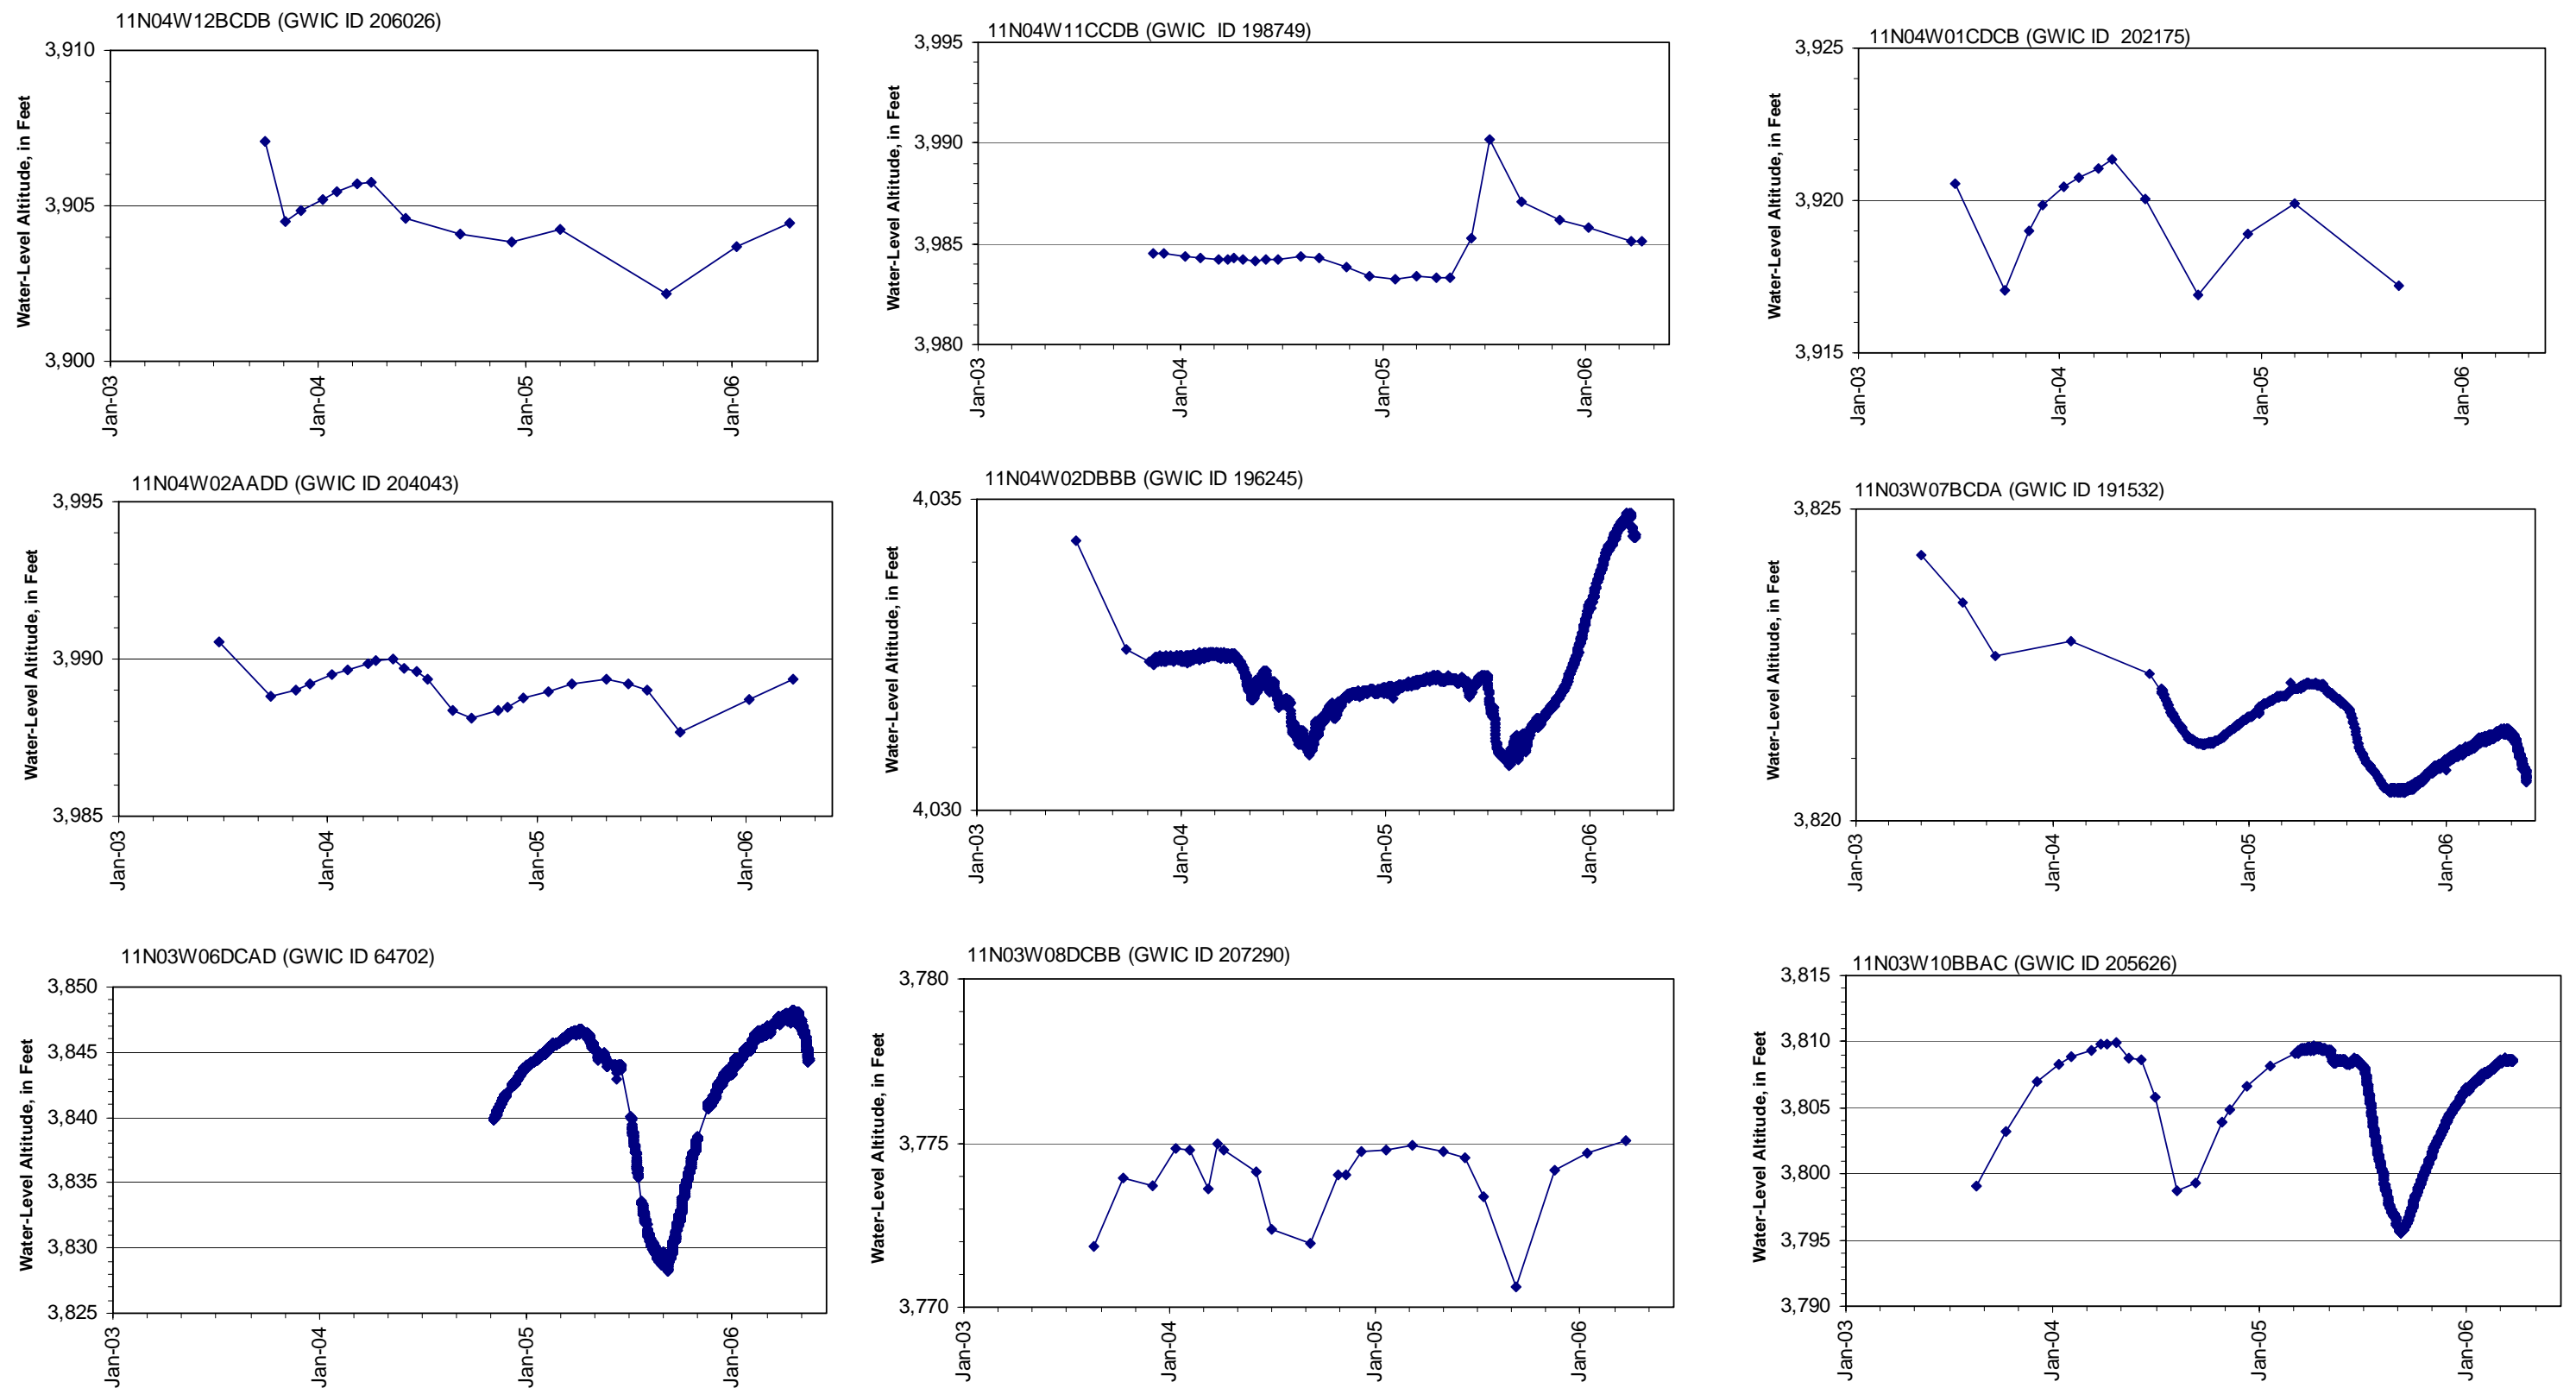 11N04W12BCDB (GWIC ID 206026)
3,910
3,905
3,900
Water-Level Altitude, in Feet
Jan-03
Jan-04
Jan-05
Jan-06
11N04W11CCDB (GWIC  ID 198749)
3,995
3,990
3,985
3,980
Water-Level Altitude, in Feet
Jan-03
Jan-04
Jan-05
Jan-06
11N04W01CDCB (GWIC ID  202175)
3,925
3,920
3,915
Water-Level Altitude, in Feet
Jan-03
Jan-04
Jan-05
Jan-06
11N04W02AADD (GWIC ID 204043)
3,995
3,990
3,985
Water-Level Altitude, in Feet
Jan-03
Jan-04
Jan-05
Jan-06
11N04W02DBBB (GWIC ID 196245)
4,035
4,030
Water-Level Altitude, in Feet
Jan-03
Jan-04
Jan-05
Jan-06
11N03W07BCDA (GWIC ID 191532)
3,825
3,820
Water-Level Altitude, in Feet
Jan-03
Jan-04
Jan-05
Jan-06
11N03W06DCAD (GWIC ID 64702)
3,850
3,845
3,840
3,835
3,830
3,825
Water-Level Altitude, in Feet
Jan-03
Jan-04
Jan-05
Jan-06
11N03W08DCBB (GWIC ID 207290)
3,780
3,775
3,770
Water-Level Altitude, in Feet
Jan-03
Jan-04
Jan-05
Jan-06
11N03W10BBAC (GWIC ID 205626)
3,815
3,810
3,805
3,800
3,795
3,790
Water-Level Altitude, in Feet
Jan-03
Jan-04
Jan-05
Jan-06